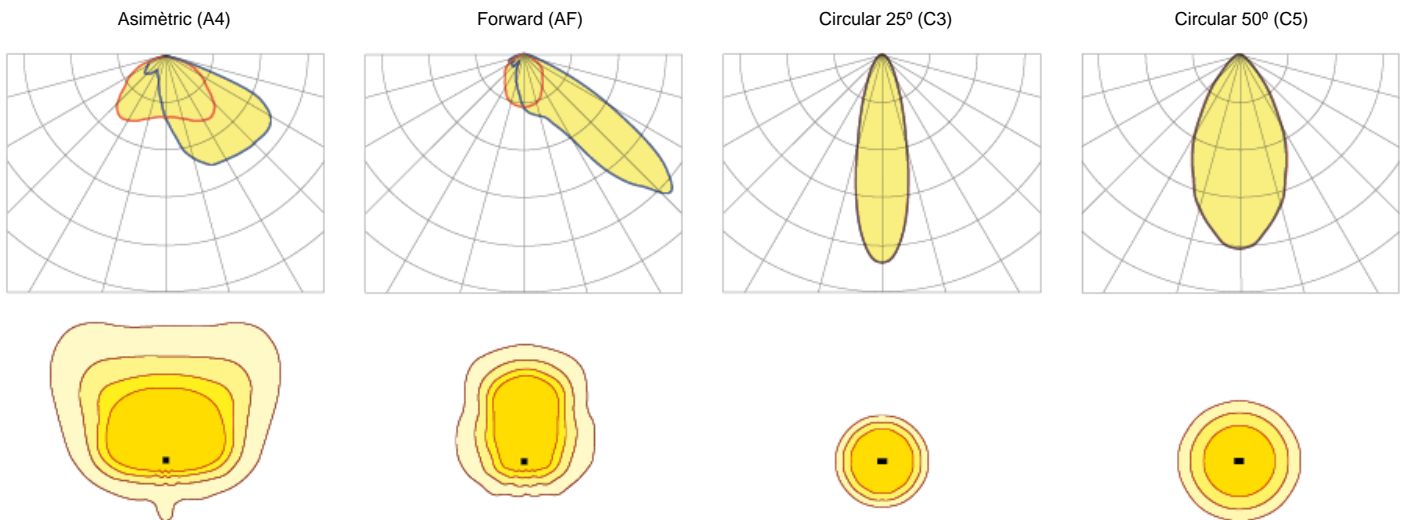 Asimètric (A4)
Forward (AF)
Circular 25º (C3)
Circular 50º (C5)